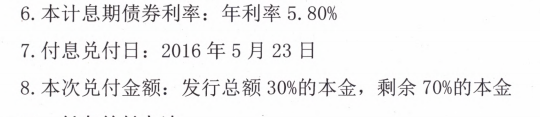 6.本计息期债券利率：年利率 5.80%
7.付息兑付日：2016 年 5 月 23 日
8.本次兑付金额：发行总额 30%的本金，剩余 70%的本金